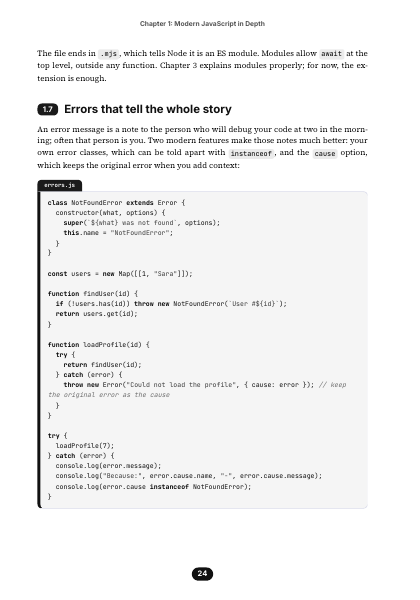 Chapter 1: Modern JavaScript in Depth
The file ends in .mjs, which tells Node it is an ES module. Modules allow await at the
top level, outside any function. Chapter 3 explains modules properly; for now, the ex-
tension is enough.
1.7 Errors that tell the whole story
An error message is a note to the person who will debug your code at two in the morn-
ing; often that person is you. Two modern features make those notes much better: your
own error classes, which can be told apart with instanceof, and the cause option,
which keeps the original error when you add context:
errors.js
class NotFoundError extends Error {
  constructor(what, options) {
    super(`${what} was not found`, options);
    this.name = "NotFoundError";
  }
}
const users = new Map([[1, "Sara"]]);
function findUser(id) {
  if (!users.has(id)) throw new NotFoundError(`User #${id}`);
  return users.get(id);
}
function loadProfile(id) {
  try {
    return findUser(id);
  } catch (error) {
    throw new Error("Could not load the profile", { cause: error }); // keep
the original error as the cause
  }
}
try {
  loadProfile(7);
} catch (error) {
  console.log(error.message);
  console.log("Because:", error.cause.name, "-", error.cause.message);
  console.log(error.cause instanceof NotFoundError);
}
24